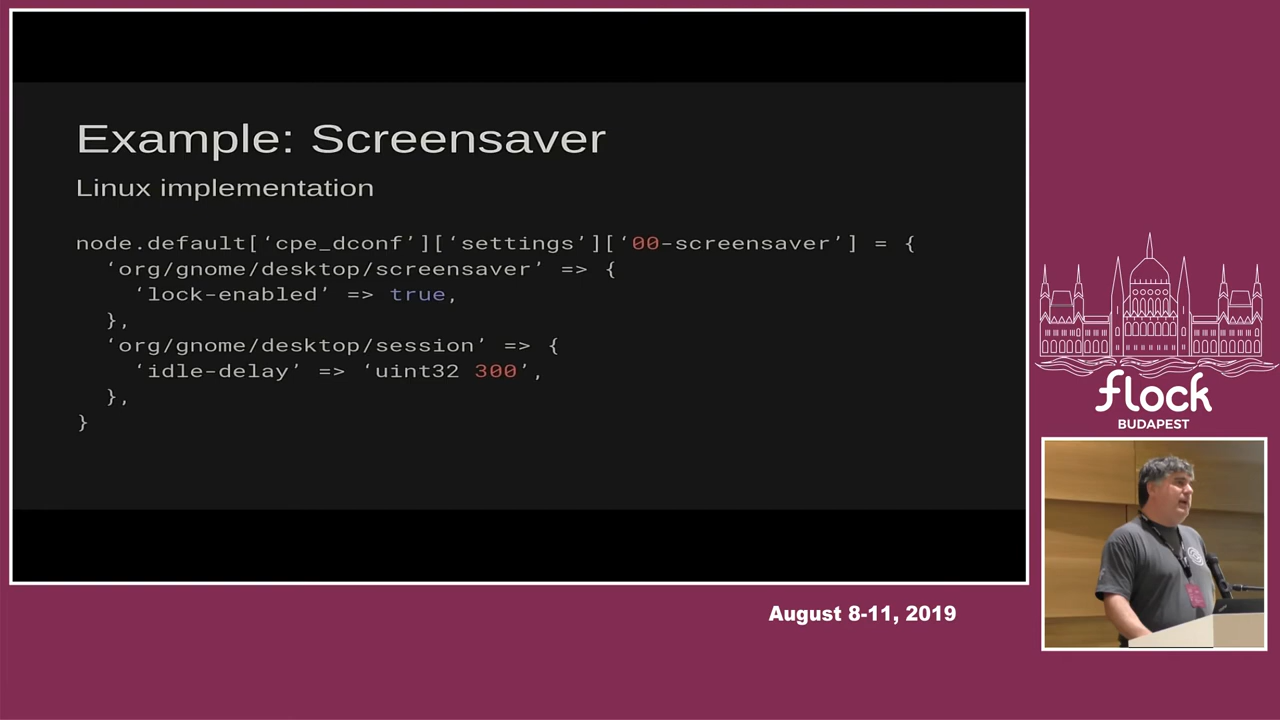 Example: Screensaver
Linux implementation
node.default[‘cpe_dconf’][‘settings’][‘00-screensaver’] = {
  ‘org/gnome/desktop/screensaver’ => {
    ‘lock-enabled’ => true,
  },
  ‘org/gnome/desktop/session’ => {
    ‘idle-delay’ => ‘uint32 300’,
  },
}
flock
BUDAPEST
August 8-11, 2019